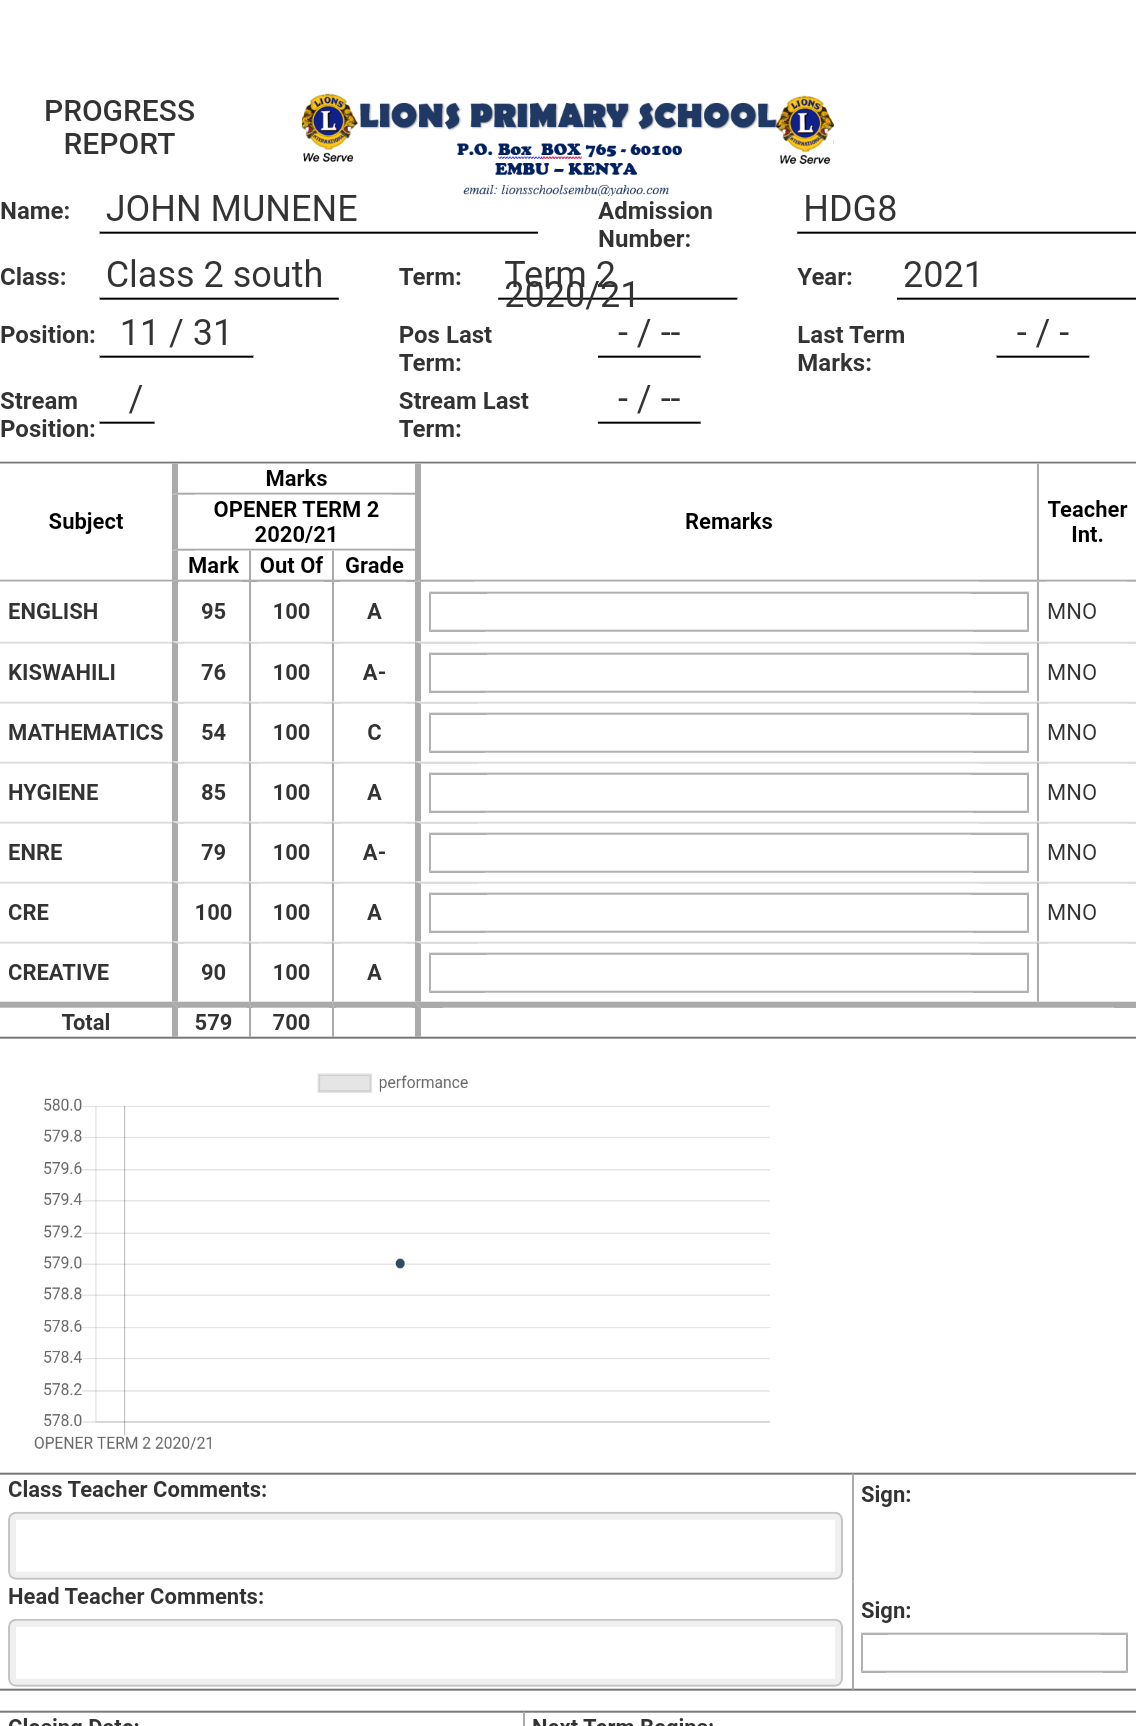 PROGRESS
REPORT
LIONS INTERNATIONAL L We Serve
LIONS PRIMARY SCHOOL
LIONS INTERNATIONAL L We Serve
P.O. Box BOX 765 - 60100
EMBU – KENYA
email: lionsschoolsembu@yahoo.com
Name: JOHN MUNENE Admission Number: HDG8
Class: Class 2 south Term: Term 2 2020/21 Year: 2021
Position: 11 / 31 Pos Last Term: - / -- Last Term Marks: - / -
Stream Position: / Stream Last Term: - / --
Subject Marks Remarks Teacher Int.
OPENER TERM 2 2020/21
Mark Out Of Grade
ENGLISH 95 100 A MNO
KISWAHILI 76 100 A- MNO
MATHEMATICS 54 100 C MNO
HYGIENE 85 100 A MNO
ENRE 79 100 A- MNO
CRE 100 100 A MNO
CREATIVE 90 100 A
Total 579 700
performance
580.0
579.8
579.6
579.4
579.2
579.0
578.8
578.6
578.4
578.2
578.0
OPENER TERM 2 2020/21
Class Teacher Comments: Sign:
Head Teacher Comments: Sign:
Closing Date: Next Term Begins: